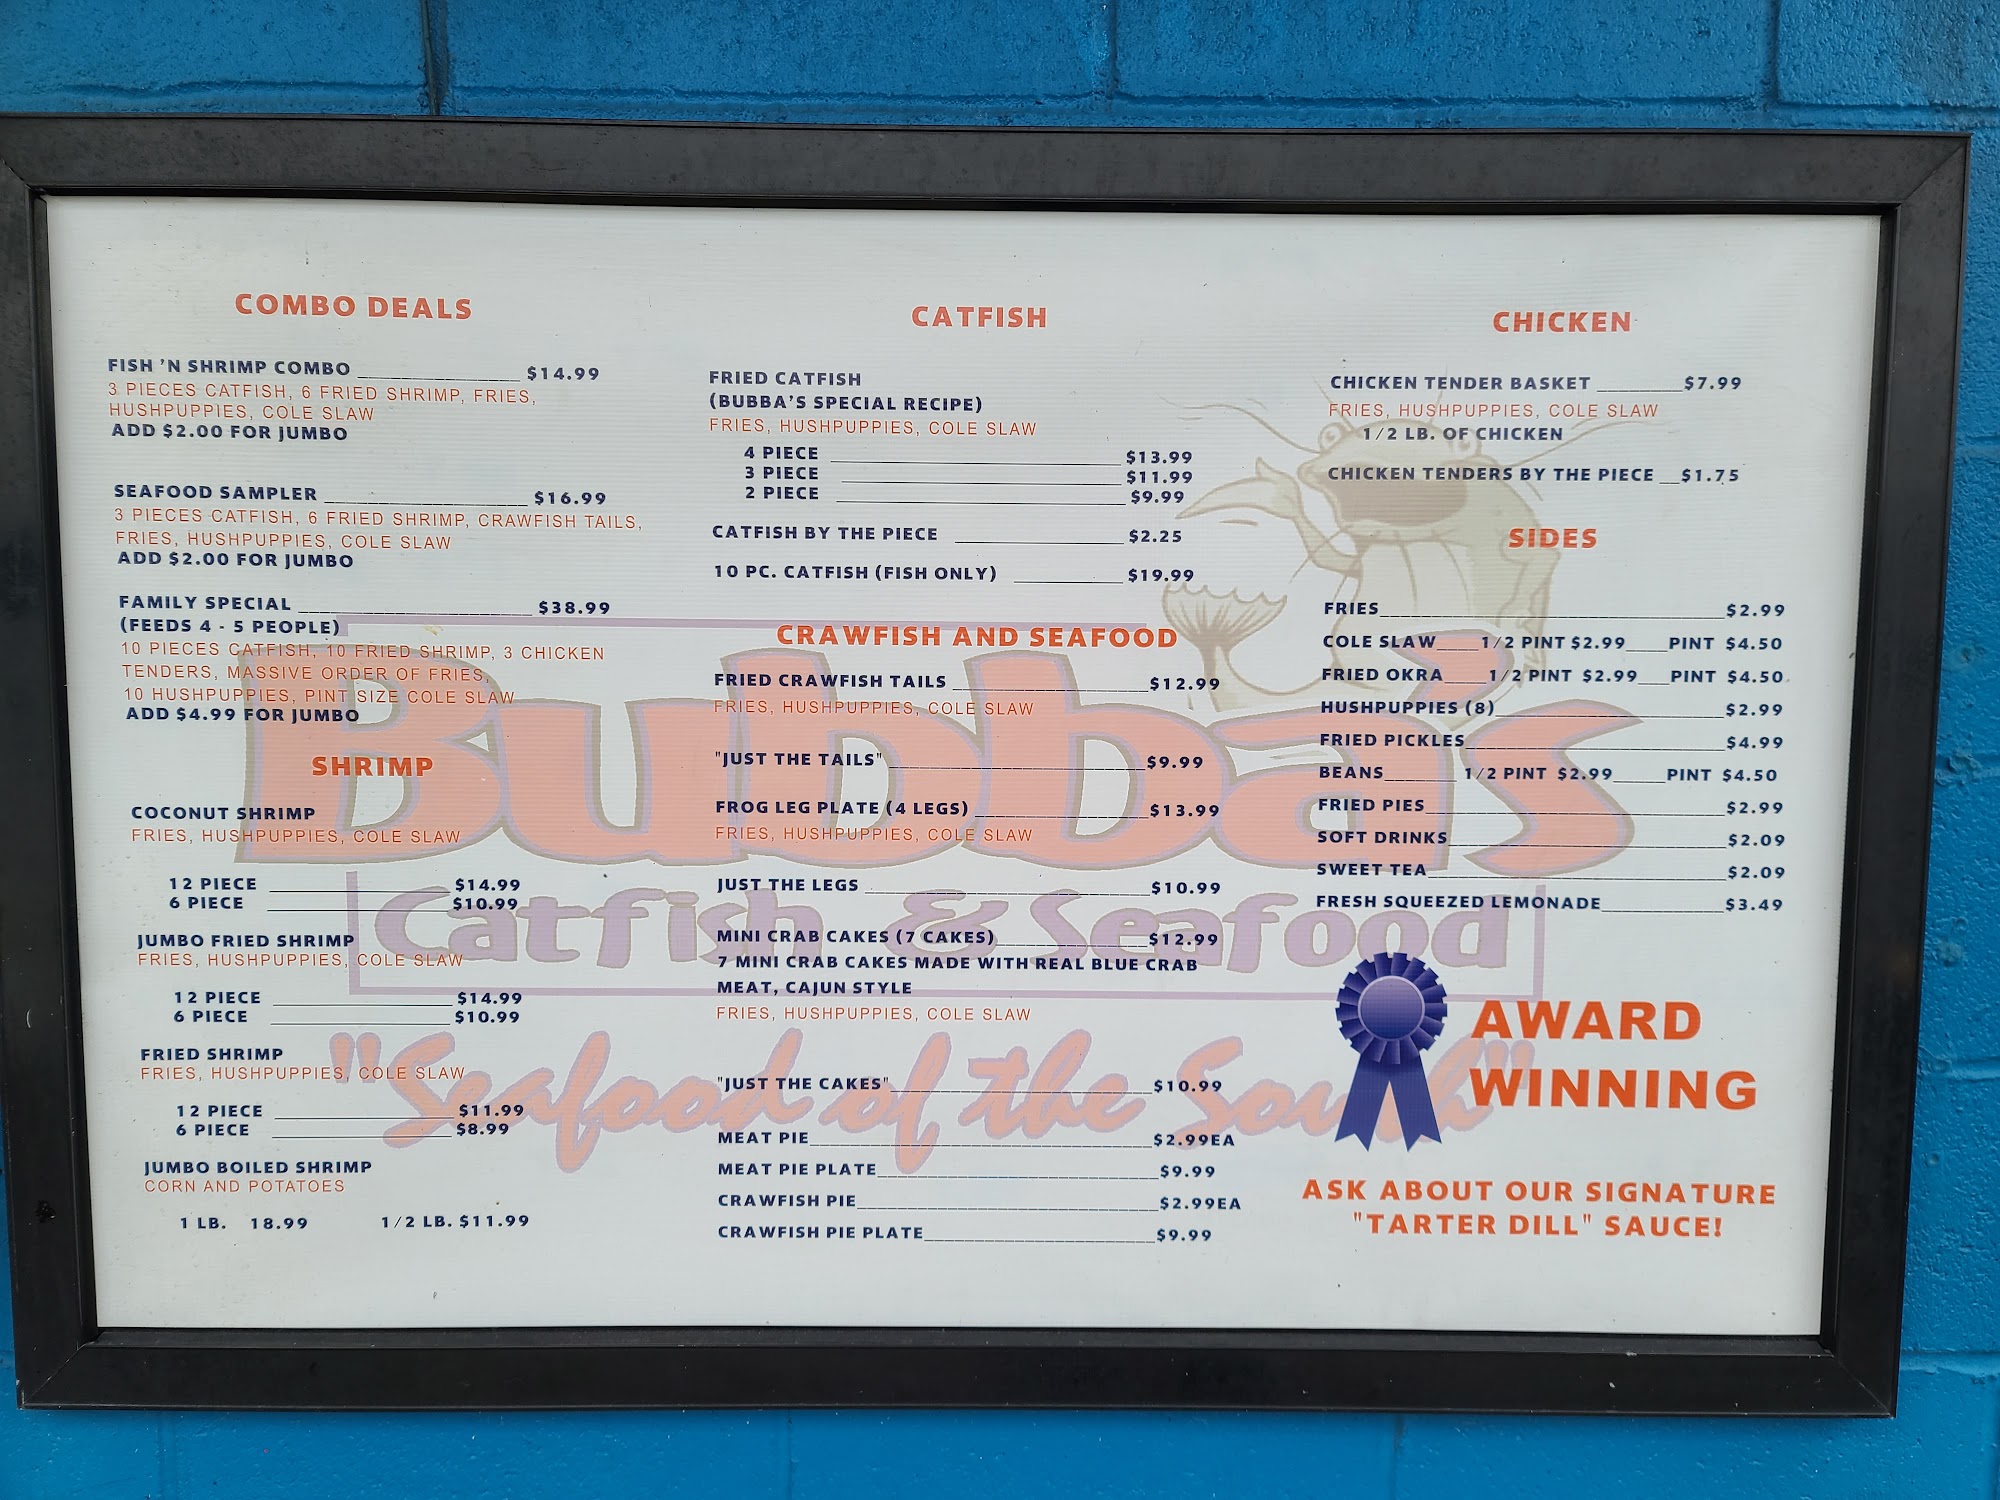 COMBO DEALS
FISH 'N SHRIMP COMBO $14.99
3 PIECES CATFISH, 6 FRIED SHRIMP, FRIES,
HUSHPUPPIES, COLE SLAW
ADD $2.00 FOR JUMBO
SEAFOOD SAMPLER $16.99
3 PIECES CATFISH, 6 FRIED SHRIMP, CRAWFISH TAILS,
FRIES, HUSHPUPPIES, COLE SLAW
ADD $2.00 FOR JUMBO
FAMILY SPECIAL $38.99
(FEEDS 4 - 5 PEOPLE)
10 PIECES CATFISH, 10 FRIED SHRIMP, 3 CHICKEN
TENDERS, MASSIVE ORDER OF FRIES,
10 HUSHPUPPIES, PINT SIZE COLE SLAW
ADD $4.99 FOR JUMBO
SHRIMP
COCONUT SHRIMP
FRIES, HUSHPUPPIES, COLE SLAW
12 PIECE $14.99
6 PIECE $10.99
JUMBO FRIED SHRIMP
FRIES, HUSHPUPPIES, COLE SLAW
12 PIECE $14.99
6 PIECE $10.99
FRIED SHRIMP
FRIES, HUSHPUPPIES, COLE SLAW
12 PIECE $11.99
6 PIECE $8.99
JUMBO BOILED SHRIMP
CORN AND POTATOES
1 LB. 18.99 1/2 LB. $11.99
CATFISH
FRIED CATFISH
(BUBBA'S SPECIAL RECIPE)
FRIES, HUSHPUPPIES, COLE SLAW
4 PIECE $13.99
3 PIECE $11.99
2 PIECE $9.99
CATFISH BY THE PIECE $2.25
10 PC. CATFISH (FISH ONLY) $19.99
CRAWFISH AND SEAFOOD
FRIED CRAWFISH TAILS $12.99
FRIES, HUSHPUPPIES, COLE SLAW
"JUST THE TAILS" $9.99
FROG LEG PLATE (4 LEGS) $13.99
FRIES, HUSHPUPPIES, COLE SLAW
JUST THE LEGS $10.99
MINI CRAB CAKES (7 CAKES) $12.99
7 MINI CRAB CAKES MADE WITH REAL BLUE CRAB
MEAT, CAJUN STYLE
FRIES, HUSHPUPPIES, COLE SLAW
"JUST THE CAKES" $10.99
MEAT PIE $2.99EA
MEAT PIE PLATE $9.99
CRAWFISH PIE $2.99EA
CRAWFISH PIE PLATE $9.99
CHICKEN
CHICKEN TENDER BASKET $7.99
FRIES, HUSHPUPPIES, COLE SLAW
1/2 LB. OF CHICKEN
CHICKEN TENDERS BY THE PIECE $1.75
SIDES
FRIES $2.99
COLE SLAW 1/2 PINT $2.99 PINT $4.50
FRIED OKRA 1/2 PINT $2.99 PINT $4.50
HUSHPUPPIES (8) $2.99
FRIED PICKLES $4.99
BEANS 1/2 PINT $2.99 PINT $4.50
FRIED PIES $2.99
SOFT DRINKS $2.09
SWEET TEA $2.09
FRESH SQUEEZED LEMONADE $3.49
AWARD
WINNING
ASK ABOUT OUR SIGNATURE
"TARTER DILL" SAUCE!
Bubba's
Catfish & Seafood
"Seafood of the South"